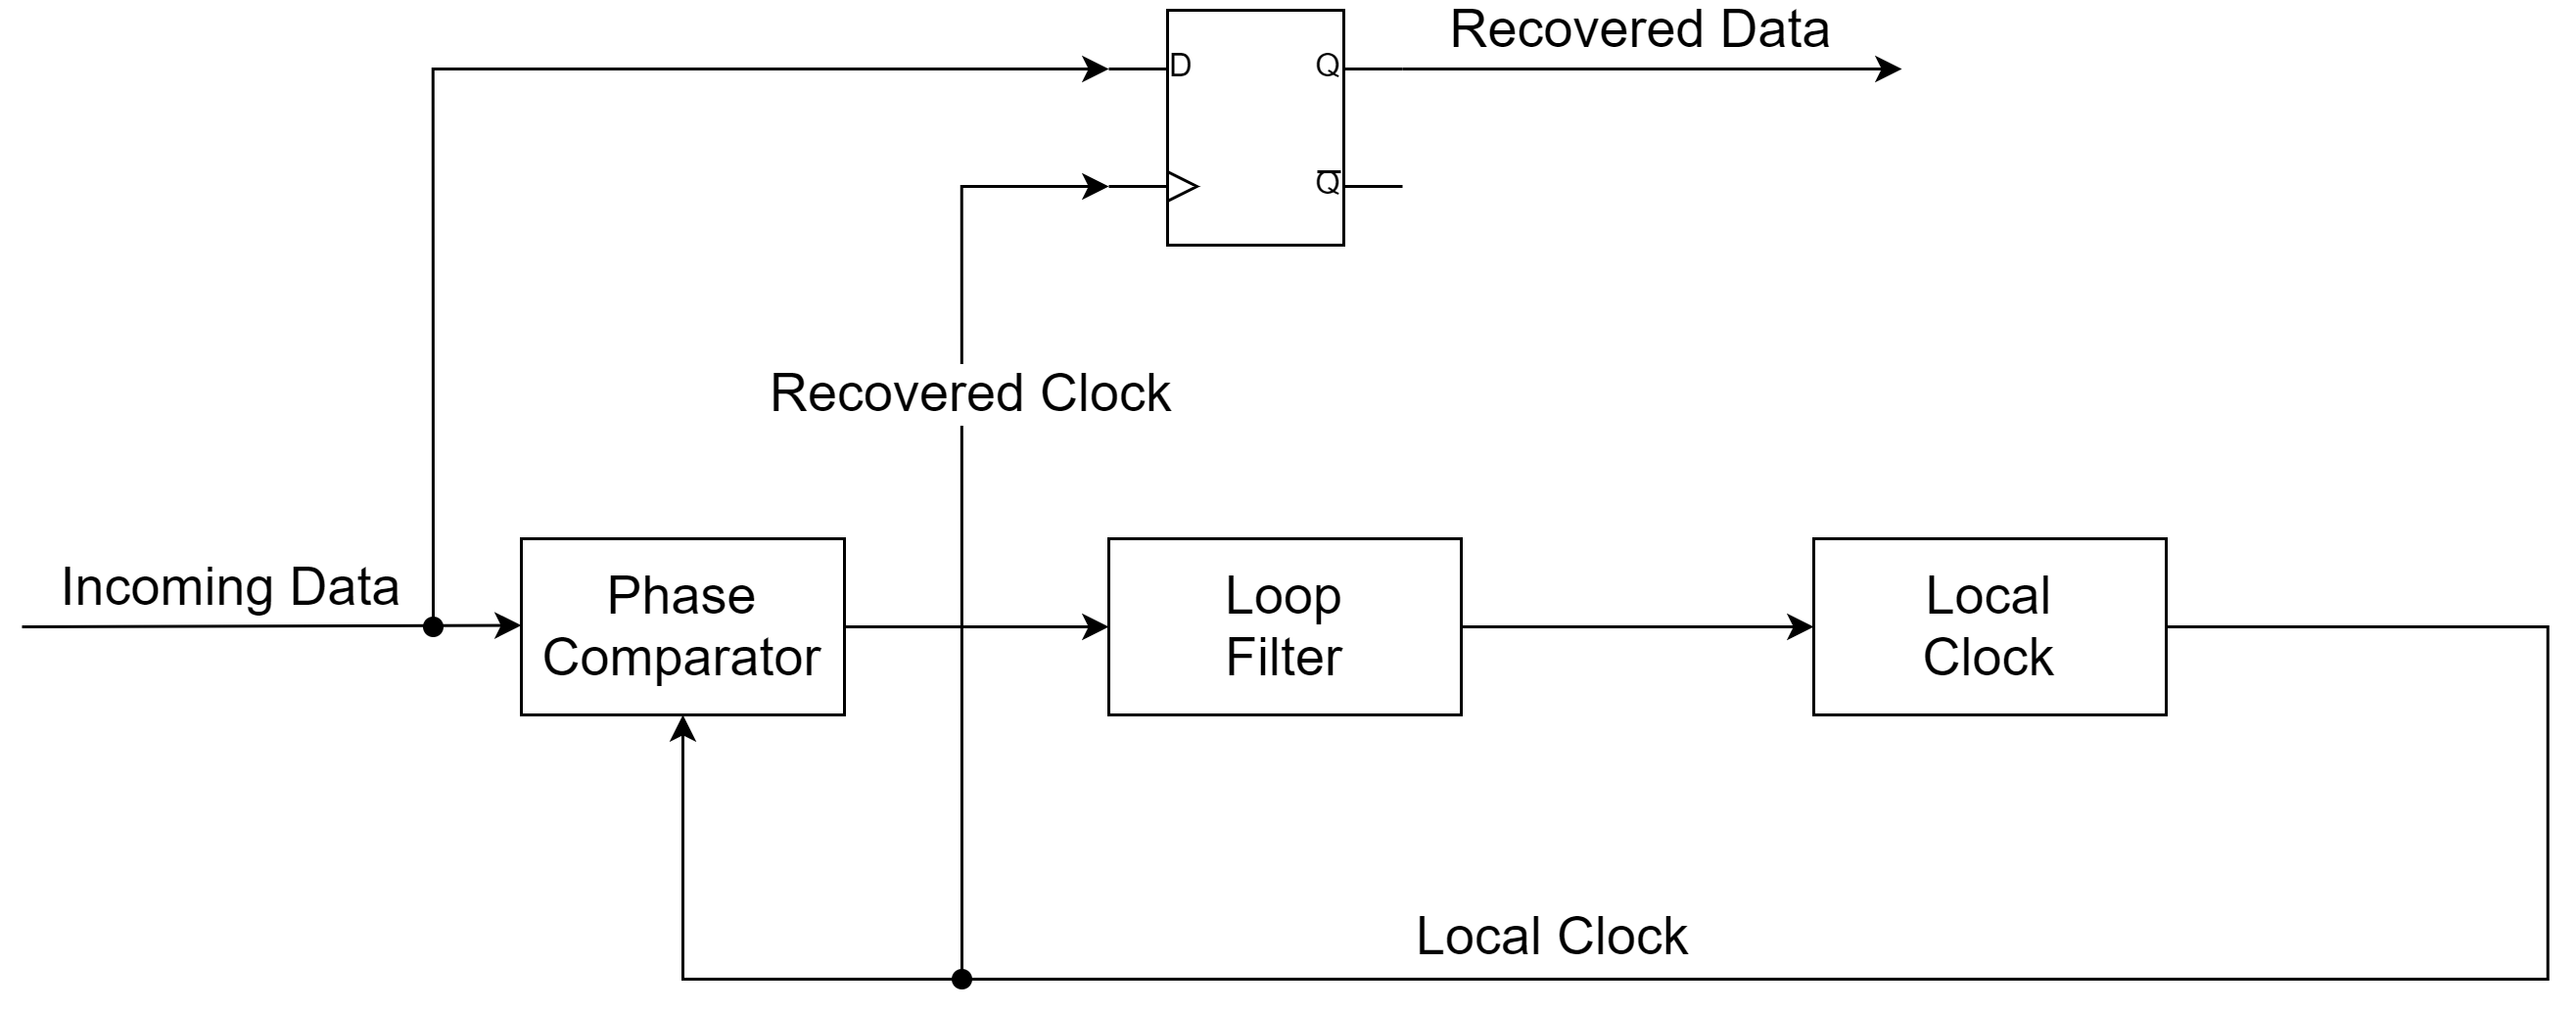 Recovered Data
D
Q
Q̅
Recovered Clock
Incoming Data
Phase
Comparator
Loop
Filter
Local
Clock
Local Clock